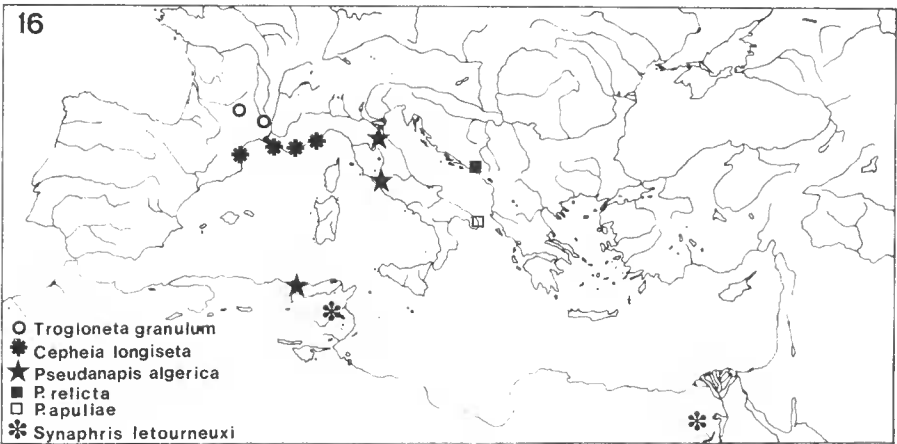 16
Trogloneta granulum
Cepheia longiseta
Pseudanapis algerica
P. relicta
P. apuliae
Synaphris letourneuxi